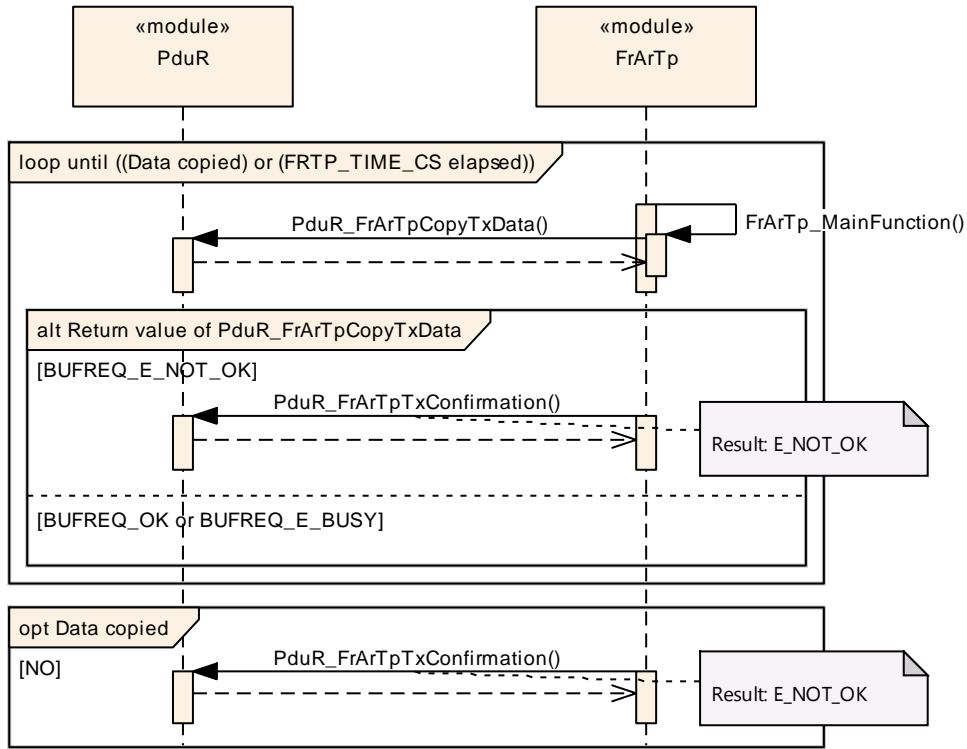 «module»
PduR
«module»
FrArTp
loop until ((Data copied) or (FRTP_TIME_CS elapsed))
FrArTp_MainFunction()
PduR_FrArTpCopyTxData()
alt Return value of PduR_FrArTpCopyTxData
[BUFREQ_E_NOT_OK]
PduR_FrArTpTxConfirmation()
Result: E_NOT_OK
[BUFREQ_OK or BUFREQ_E_BUSY]
opt Data copied
[NO]
PduR_FrArTpTxConfirmation()
Result: E_NOT_OK